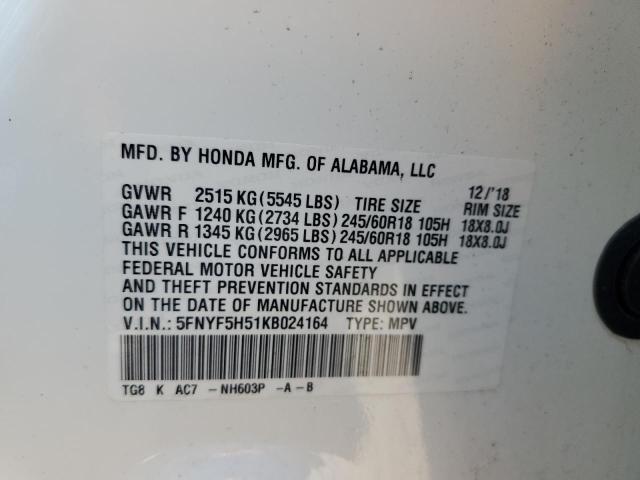 MFD. BY HONDA MFG. OF ALABAMA, LLC
GVWR 2515 KG (5545 LBS) TIRE SIZE 12/'18 RIM SIZE
GAWR F 1240 KG (2734 LBS) 245/60R18 105H 18X8.0J
GAWR R 1345 KG (2965 LBS) 245/60R18 105H 18X8.0J
THIS VEHICLE CONFORMS TO ALL APPLICABLE
FEDERAL MOTOR VEHICLE SAFETY
AND THEFT PREVENTION STANDARDS IN EFFECT
ON THE DATE OF MANUFACTURE SHOWN ABOVE.
V.I.N.: 5FNYF5H51KB024164 TYPE: MPV
TG8 K AC7 -NH603P -A -B